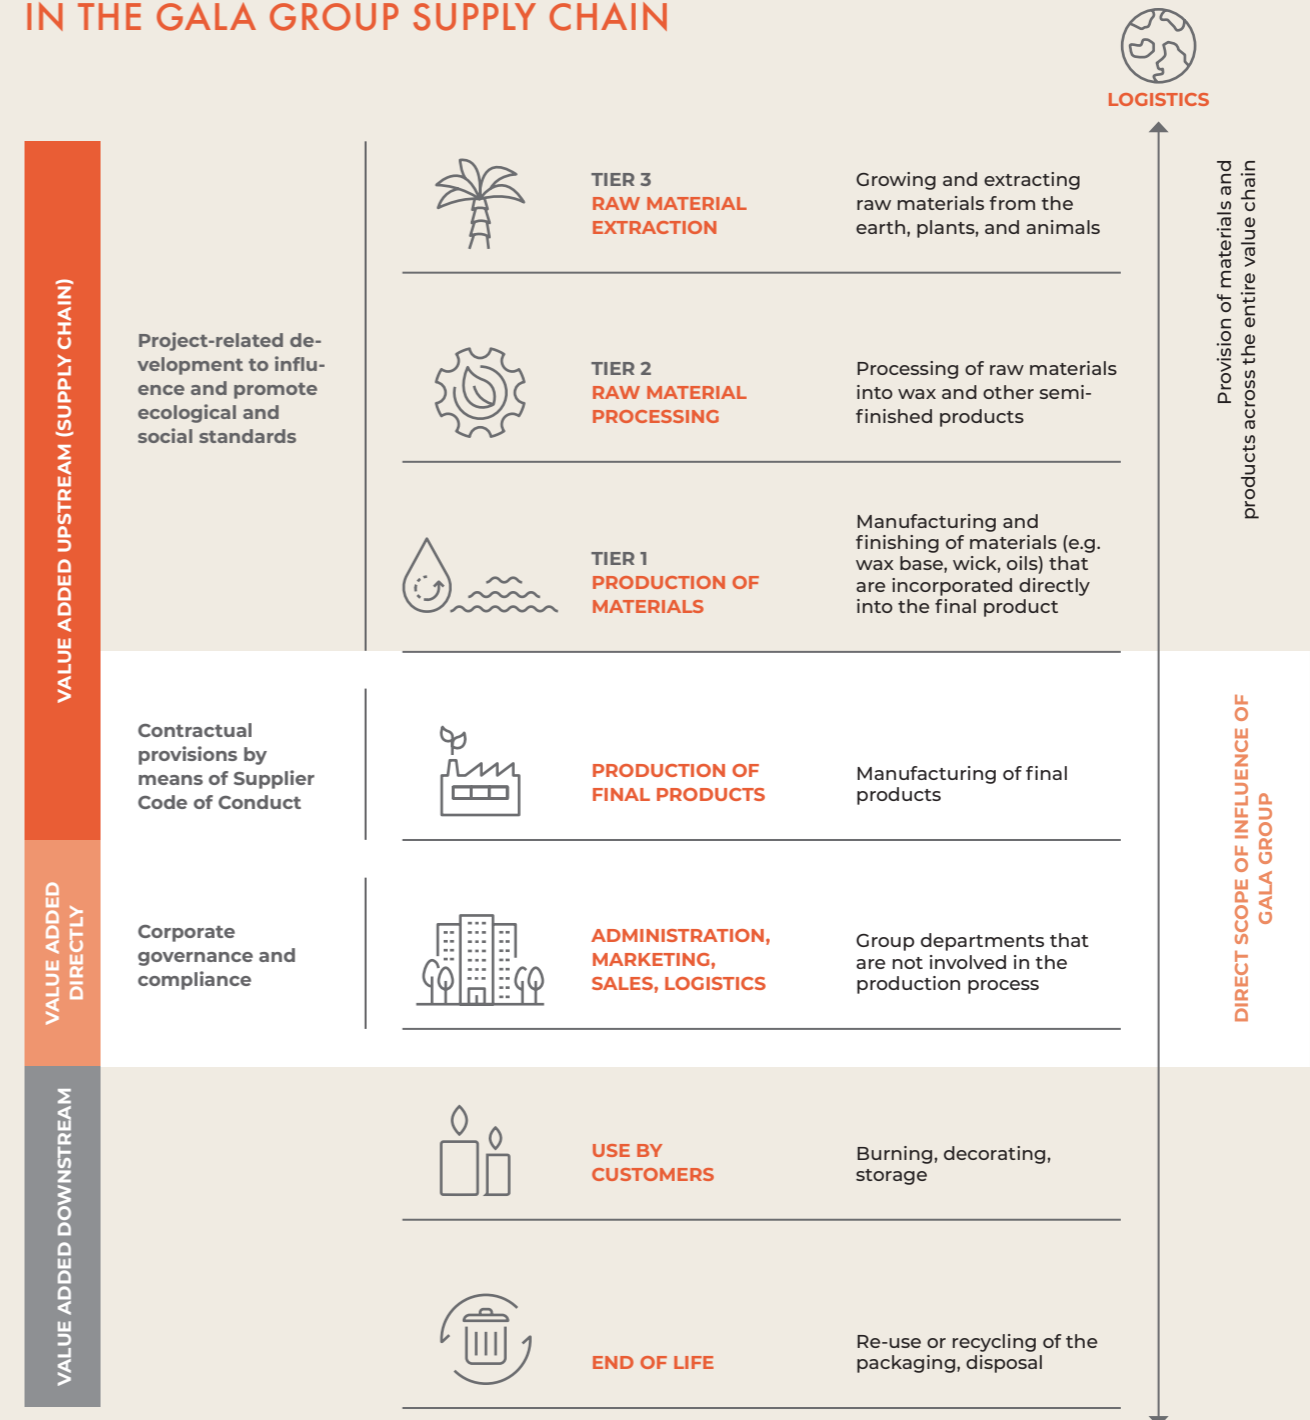 IN THE GALA GROUP SUPPLY CHAIN
LOGISTICS
Provision of materials and
products across the entire value chain
VALUE ADDED UPSTREAM (SUPPLY CHAIN)
Project-related de-
velopment to influ-
ence and promote
ecological and
social standards
TIER 3
RAW MATERIAL
EXTRACTION
Growing and extracting
raw materials from the
earth, plants, and animals
TIER 2
RAW MATERIAL
PROCESSING
Processing of raw materials
into wax and other semi-
finished products
TIER 1
PRODUCTION OF
MATERIALS
Manufacturing and
finishing of materials (e.g.
wax base, wick, oils) that
are incorporated directly
into the final product
Contractual
provisions by
means of Supplier
Code of Conduct
PRODUCTION OF
FINAL PRODUCTS
Manufacturing of final
products
DIRECT SCOPE OF INFLUENCE OF
GALA GROUP
VALUE ADDED
DIRECTLY
Corporate
governance and
compliance
ADMINISTRATION,
MARKETING,
SALES, LOGISTICS
Group departments that
are not involved in the
production process
VALUE ADDED DOWNSTREAM
USE BY
CUSTOMERS
Burning, decorating,
storage
END OF LIFE
Re-use or recycling of the
packaging, disposal